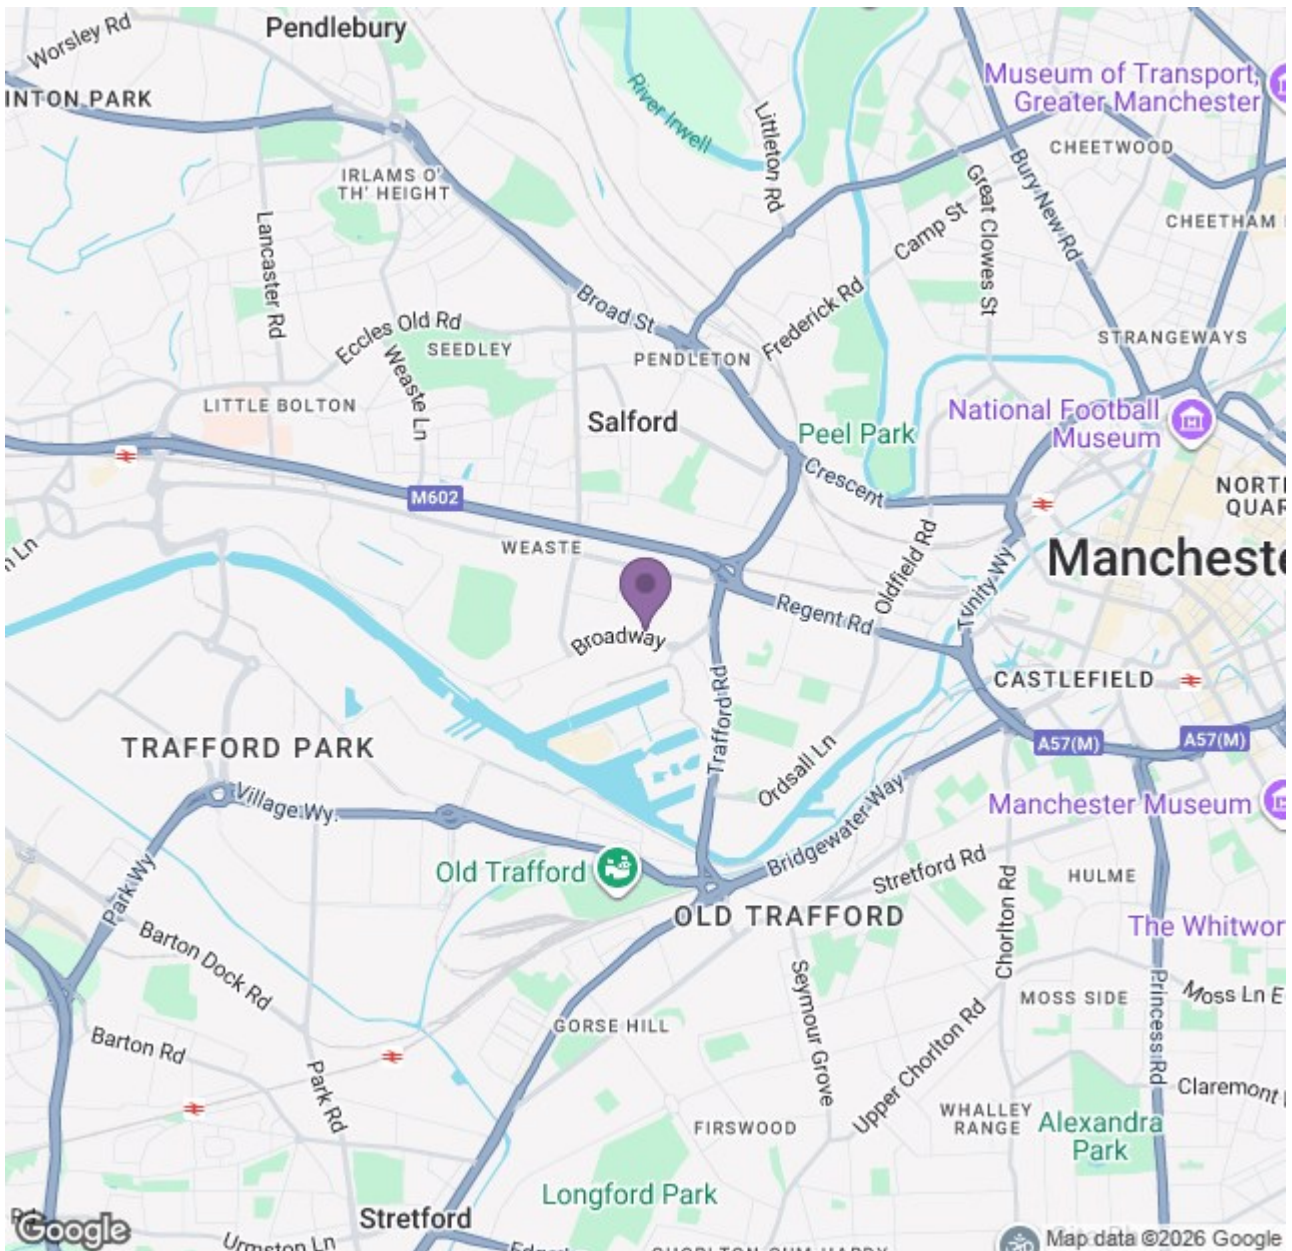 Pendlebury
Worsley Rd
INTON PARK
River Irwell
Littleton Rd
Museum of Transport,
Greater Manchester
CHEETWOOD
IRLAMS O'
TH' HEIGHT
Bury New Rd
Great Clowes St
Camp St
CHEETHAM
Lancaster Rd
Broad St
Frederick Rd
Eccles Old Rd
SEEDLEY
Weaste Ln
PENDLETON
STRANGEWAYS
LITTLE BOLTON
Salford
National Football
Museum
Peel Park
Crescent
M602
NORT
QUAR
WEASTE
Oldfield Rd
Trinity Wy
Mancheste
n Ln
Regent Rd
Broadway
CASTLEFIELD
Trafford Rd
TRAFFORD PARK
A57(M)
A57(M)
Ordsall Ln
Village Wy
Bridgewater Way
Manchester Museum
Old Trafford
Stretford Rd
HULME
Park Wy
OLD TRAFFORD
Chorlton Rd
The Whitwor
Barton Dock Rd
Seymour Grove
MOSS SIDE
Moss Ln E
Princess Rd
GORSE HILL
Barton Rd
Upper Chorlton Rd
Park Rd
Claremont
WHALLEY
RANGE
FIRSWOOD
Alexandra
Park
Longford Park
Stretford
Rd
Google
Urmston Ln
Map data ©2026 Google